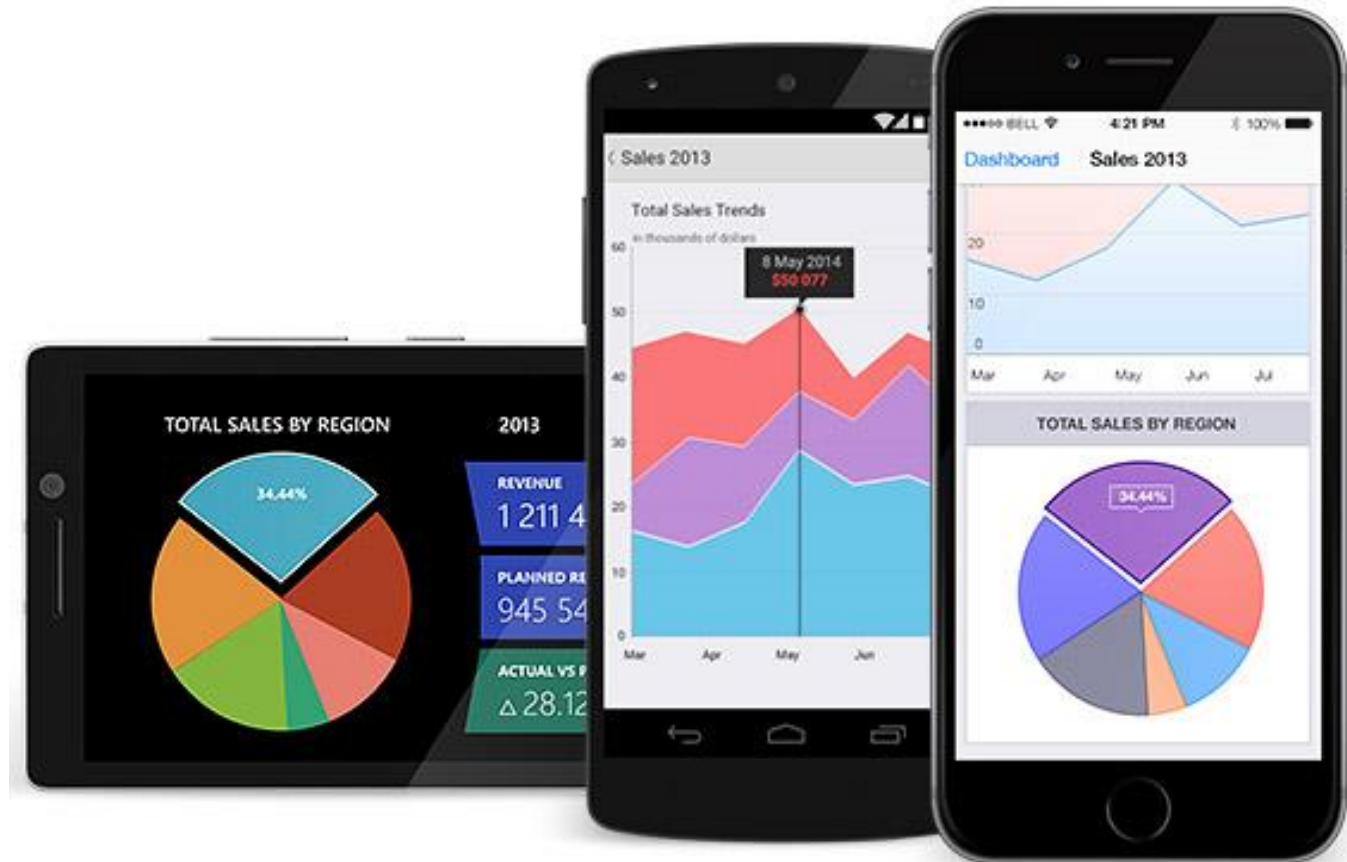 TOTAL SALES BY REGION
2013
34.44%
REVENUE
1 211 4
PLANNED RE
945 54
ACTUAL VS P
△ 28.12
< Sales 2013
Total Sales Trends
in thousands of dollars
60
8 May 2014
$50 077
50
40
30
20
10
0
Mar Apr May Jun
BELL 4:21 PM 100%
Dashboard Sales 2013
20
10
0
Mar Apr May Jun Jul
TOTAL SALES BY REGION
34.44%